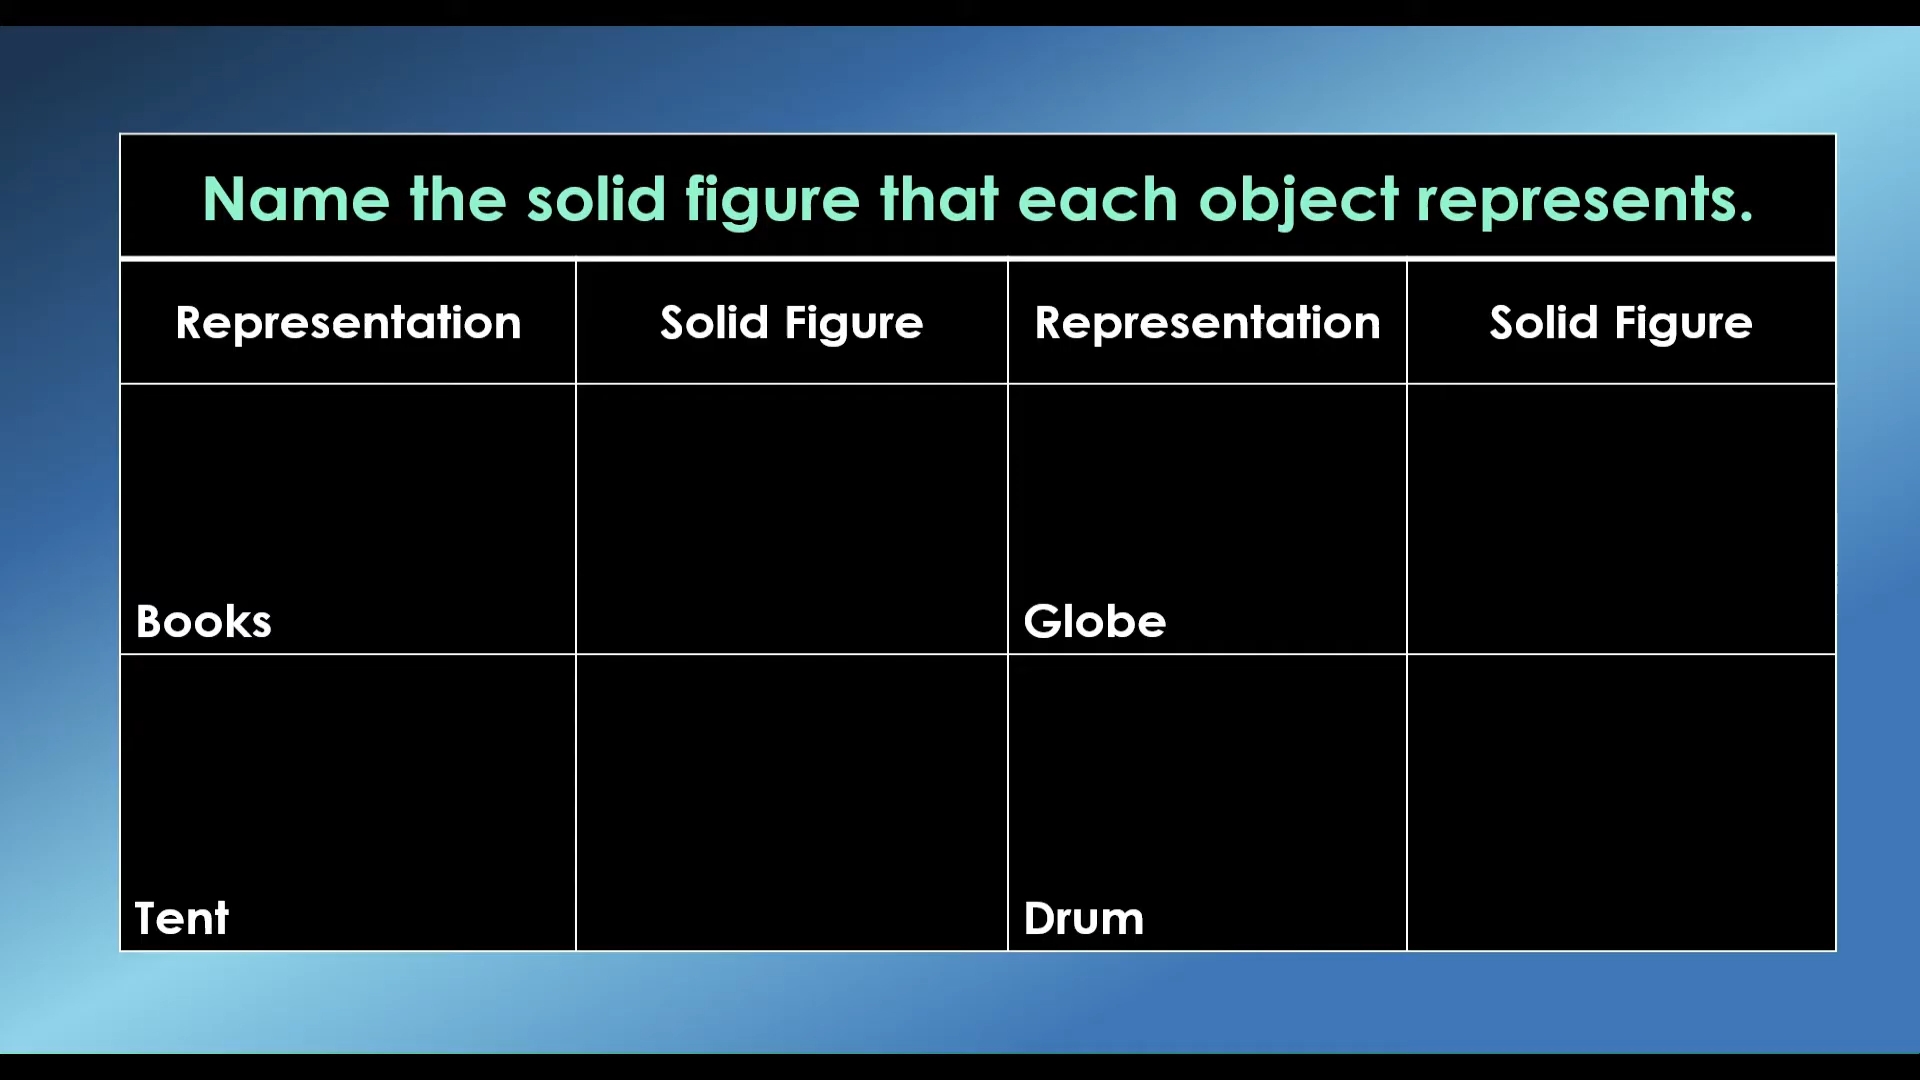 Name the solid figure that each object represents.
Representation Solid Figure Representation Solid Figure
Books Globe
Tent Drum